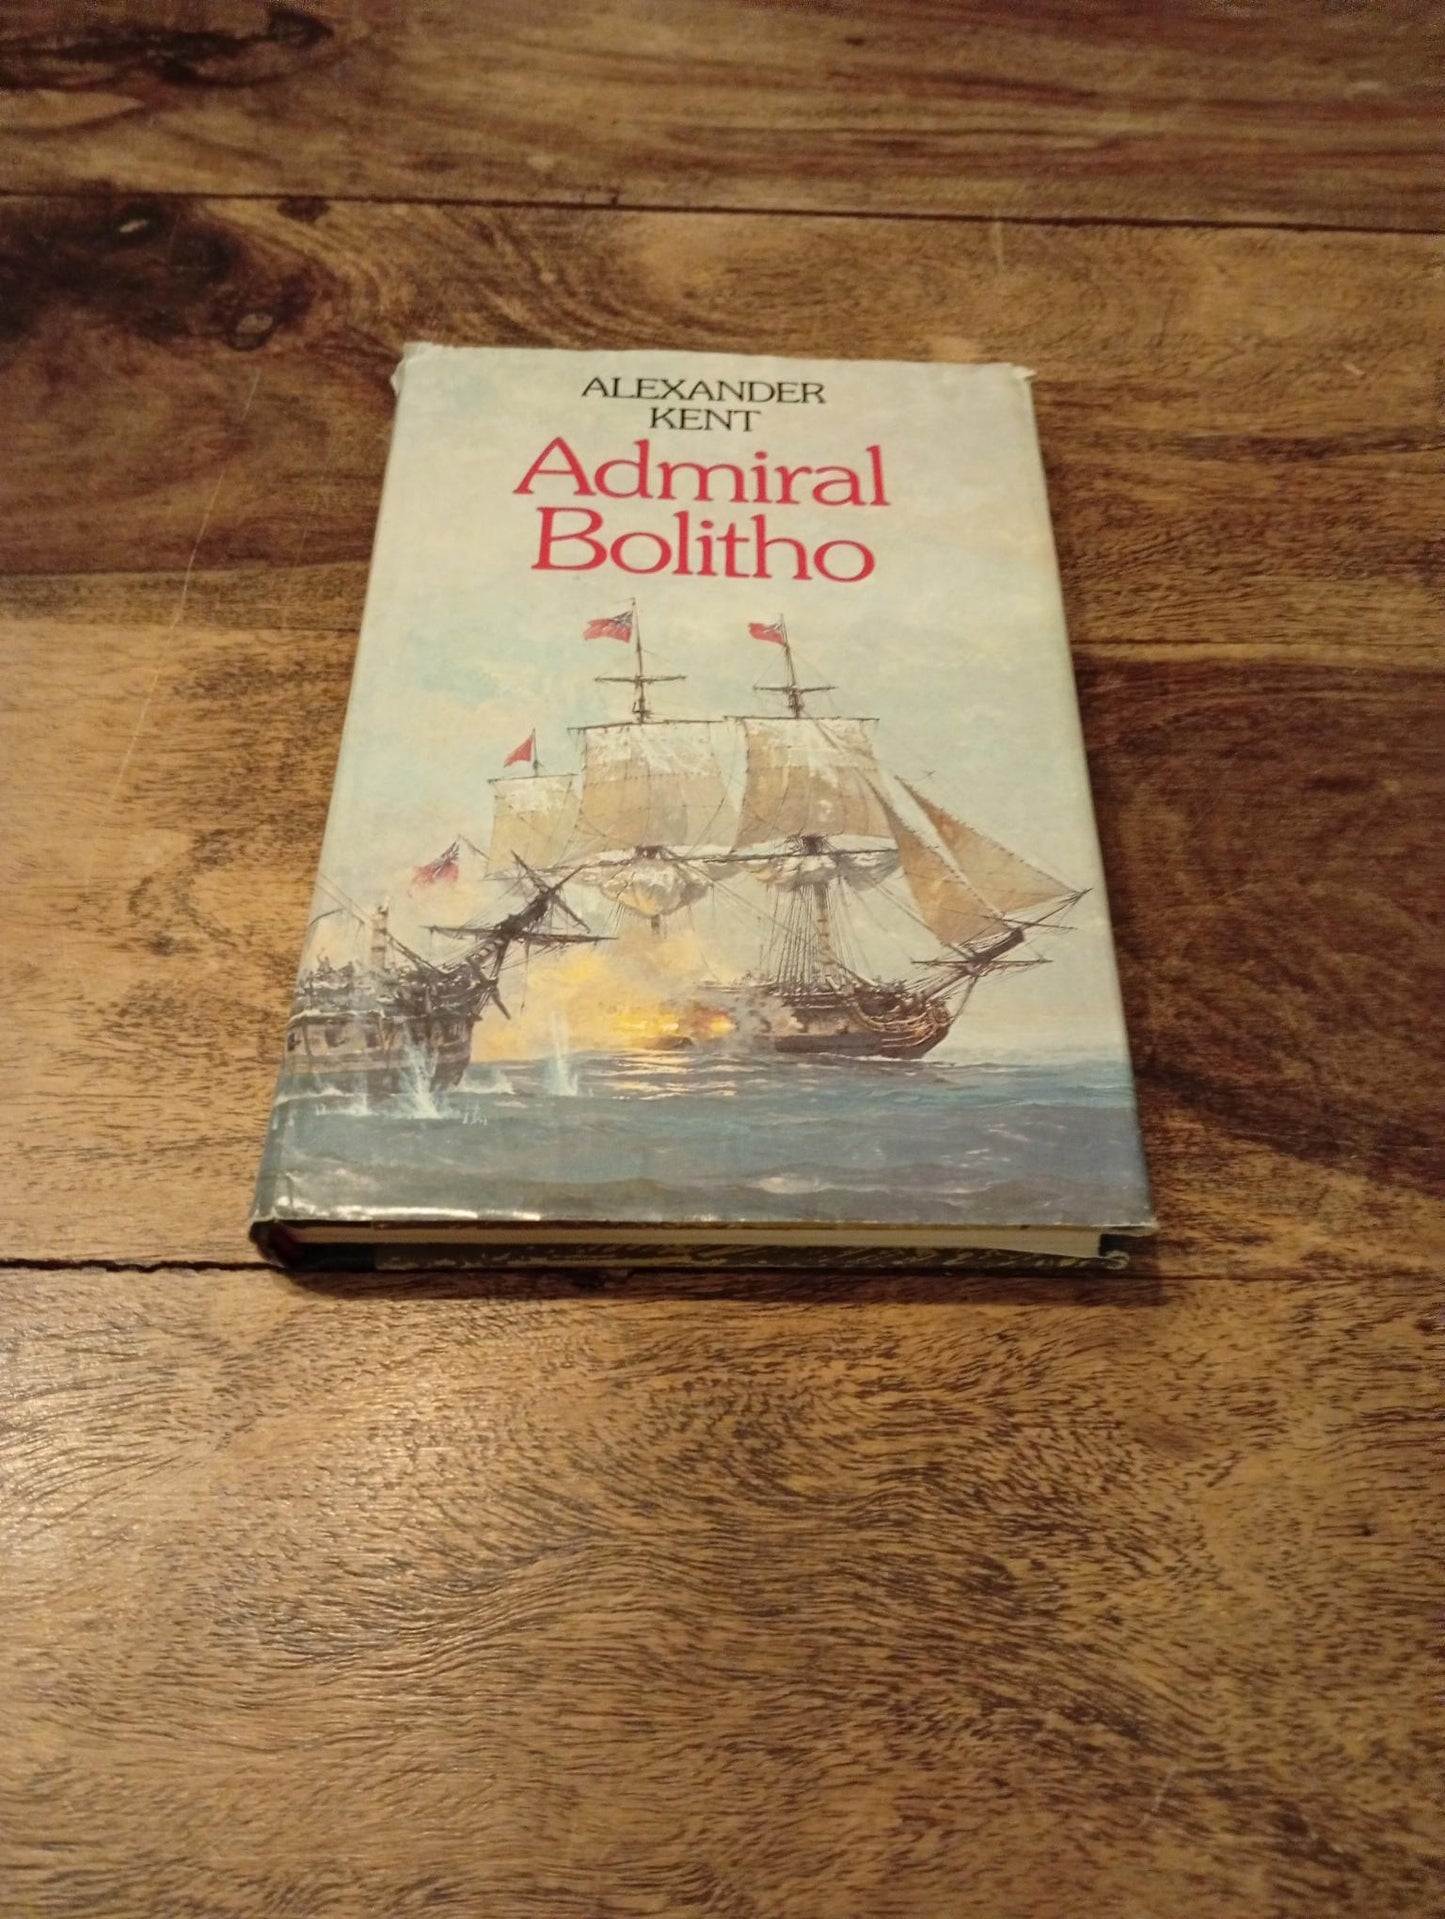 ALEXANDER
KENT
Admiral
Bolitho